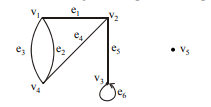 v₁ e₁ v₂
e₃ e₂ e₄ e₅ v₅
v₄ v₃
e₆